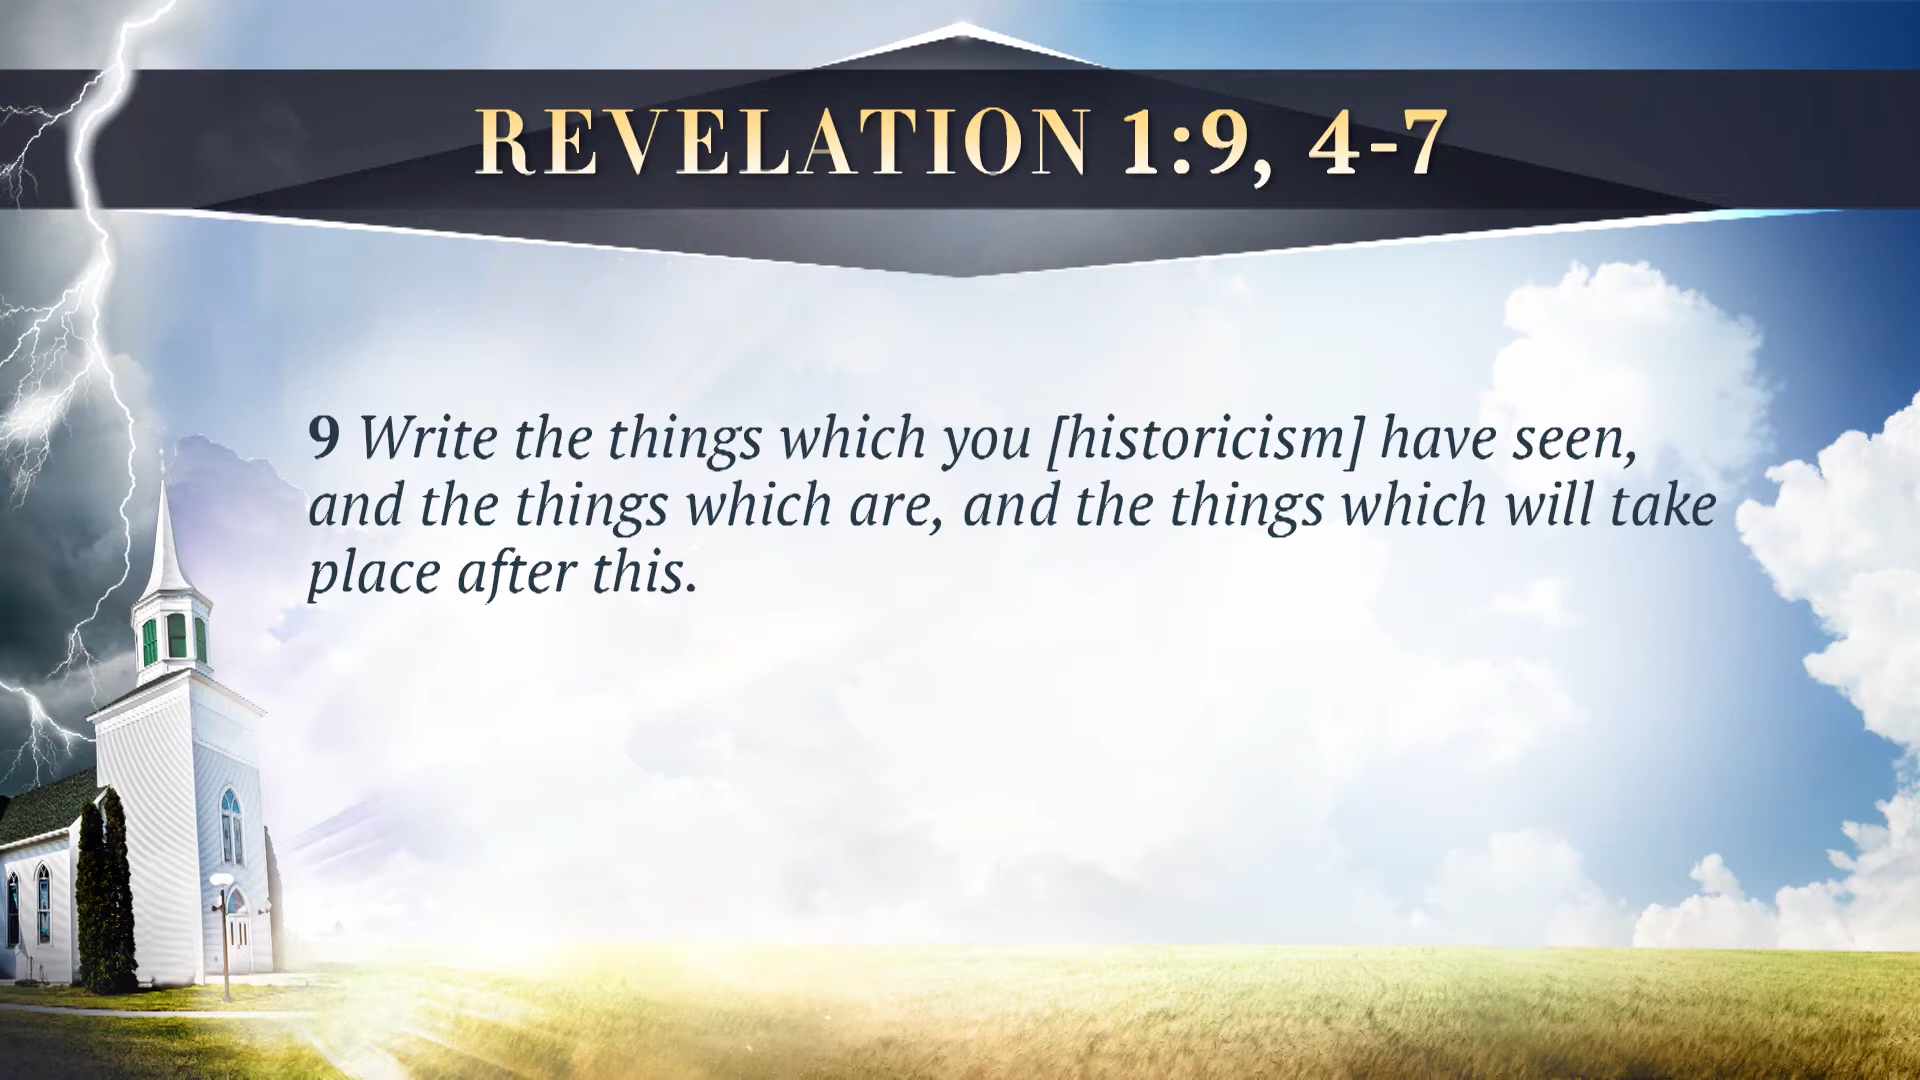 REVELATION 1:9, 4-7
9 Write the things which you [historicism] have seen,
and the things which are, and the things which will take
place after this.